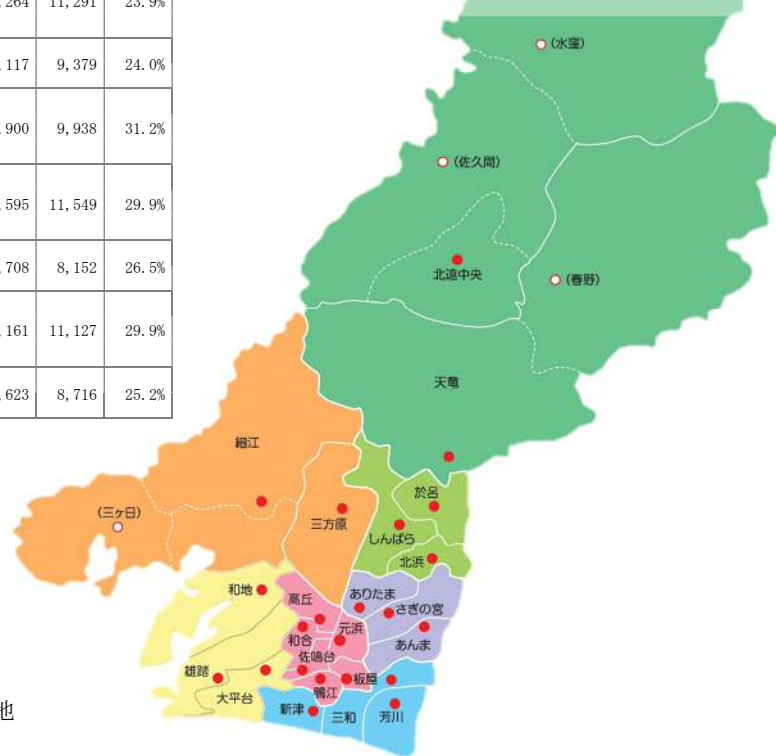 264 11,291 23.9%
117 9,379 24.0%
900 9,938 31.2%
595 11,549 29.9%
708 8,152 26.5%
161 11,127 29.9%
623 8,716 25.2%
(水窪)
(佐久間)
北遠中央
(春野)
天竜
細江
(三ヶ日)
三方原
於呂
しんぱら
北浜
和地
高丘
ありたま
さぎの宮
元浜
和合
あんま
佐鳴台
雄踏
板屋
鴨江
大平台
新津
三和
芳川
地